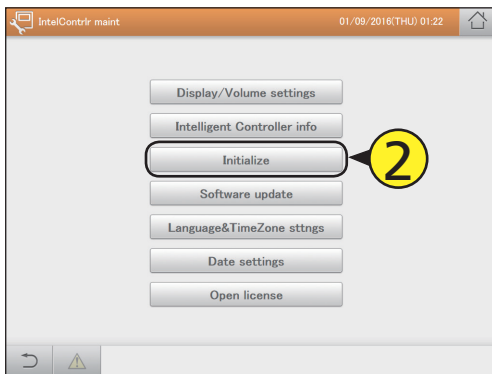 IntelContrlr maint 01/09/2016(THU) 01:22
Display/Volume settings
Intelligent Controller info
Initialize
2
Software update
Language&TimeZone sttngs
Date settings
Open license